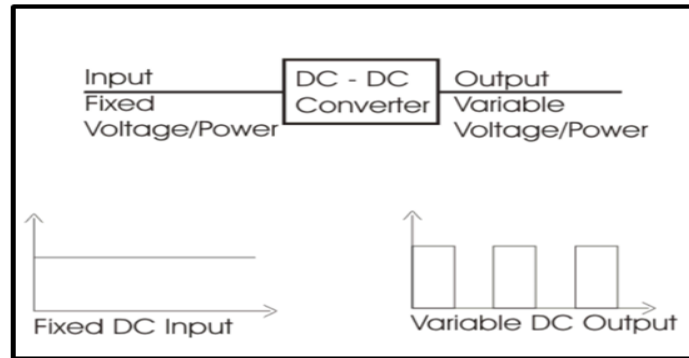 Input
Fixed
Voltage/Power
DC - DC
Converter
Output
Variable
Voltage/Power
Fixed DC Input
Variable DC Output